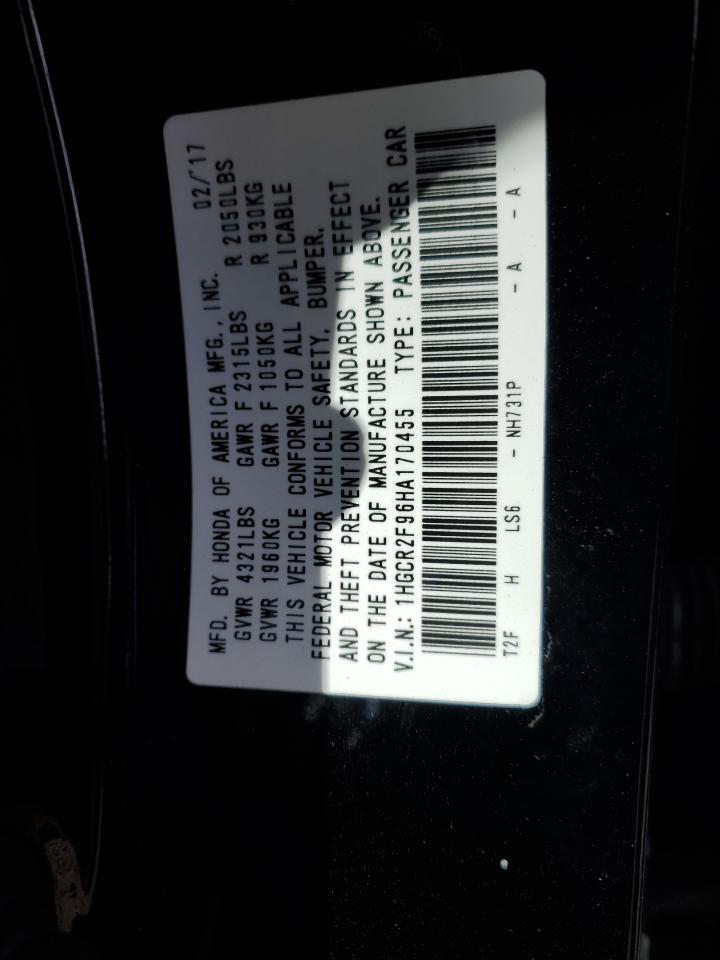 MFD. BY HONDA OF AMERICA MFG., INC. 02/'17
GVWR 4321LBS GAWR F 2315LBS R 2050LBS
GVWR 1960KG GAWR F 1050KG R 930KG
THIS VEHICLE CONFORMS TO ALL APPLICABLE
FEDERAL MOTOR VEHICLE SAFETY, BUMPER,
AND THEFT PREVENTION STANDARDS IN EFFECT
ON THE DATE OF MANUFACTURE SHOWN ABOVE.
V.I.N.: 1HGCR2F96HA170455 TYPE: PASSENGER CAR
T2F H LS6 - NH731P - A - A